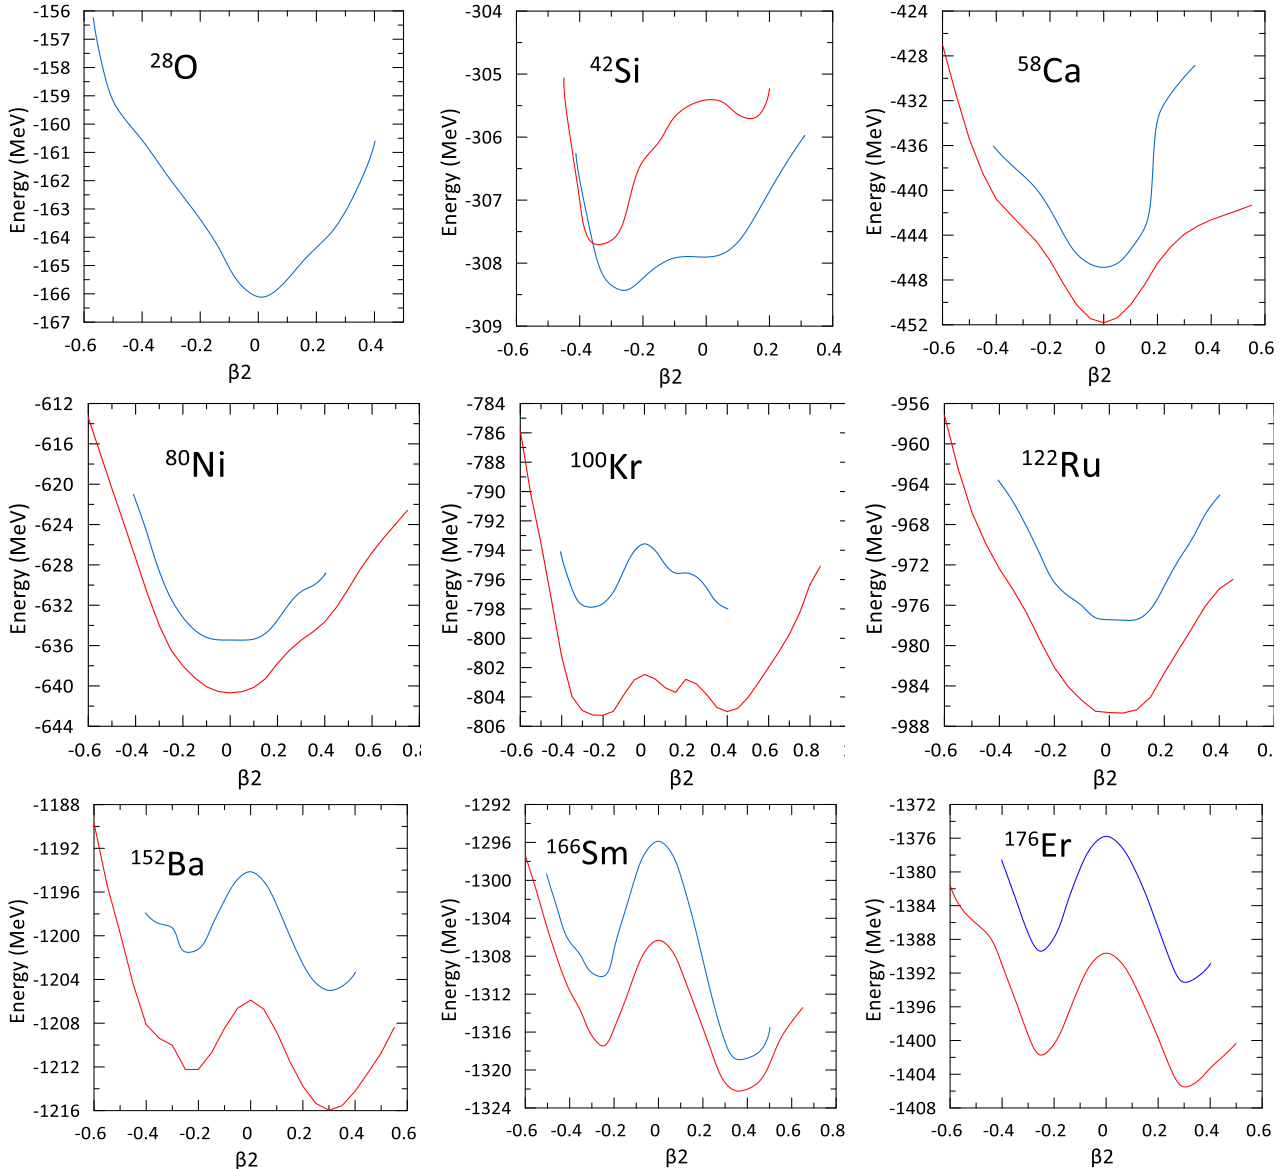 -156
-157
-158
-159
-160
-161
-162
-163
-164
-165
-166
-167
Energy (MeV)
²⁸O
-0.6 -0.4 -0.2 0 0.2 0.4
β2
-304
-305
-306
-307
-308
-309
Energy (MeV)
⁴²Si
-0.6 -0.4 -0.2 0 0.2 0.4
β2
-424
-428
-432
-436
-440
-444
-448
-452
Energy (MeV)
⁵⁸Ca
-0.6 -0.4 -0.2 0 0.2 0.4 0.6
β2
-612
-616
-620
-624
-628
-632
-636
-640
-644
Energy (MeV)
⁸⁰Ni
-0.6 -0.4 -0.2 0 0.2 0.4 0.6
β2
-784
-786
-788
-790
-792
-794
-796
-798
-800
-802
-804
-806
Energy (MeV)
¹⁰⁰Kr
-0.6 -0.4 -0.2 0 0.2 0.4 0.6 0.8
β2
-956
-960
-964
-968
-972
-976
-980
-984
-988
Energy (MeV)
¹²²Ru
-0.6 -0.4 -0.2 0 0.2 0.4
β2
-1188
-1192
-1196
-1200
-1204
-1208
-1212
-1216
Energy (MeV)
¹⁵²Ba
-0.6 -0.4 -0.2 0 0.2 0.4 0.6
β2
-1292
-1296
-1300
-1304
-1308
-1312
-1316
-1320
-1324
Energy (MeV)
¹⁶⁶Sm
-0.6 -0.4 -0.2 0 0.2 0.4 0.6 0.8
β2
-1372
-1376
-1380
-1384
-1388
-1392
-1396
-1400
-1404
-1408
Energy (MeV)
¹⁷⁶Er
-0.6 -0.4 -0.2 0 0.2 0.4 0.6
β2